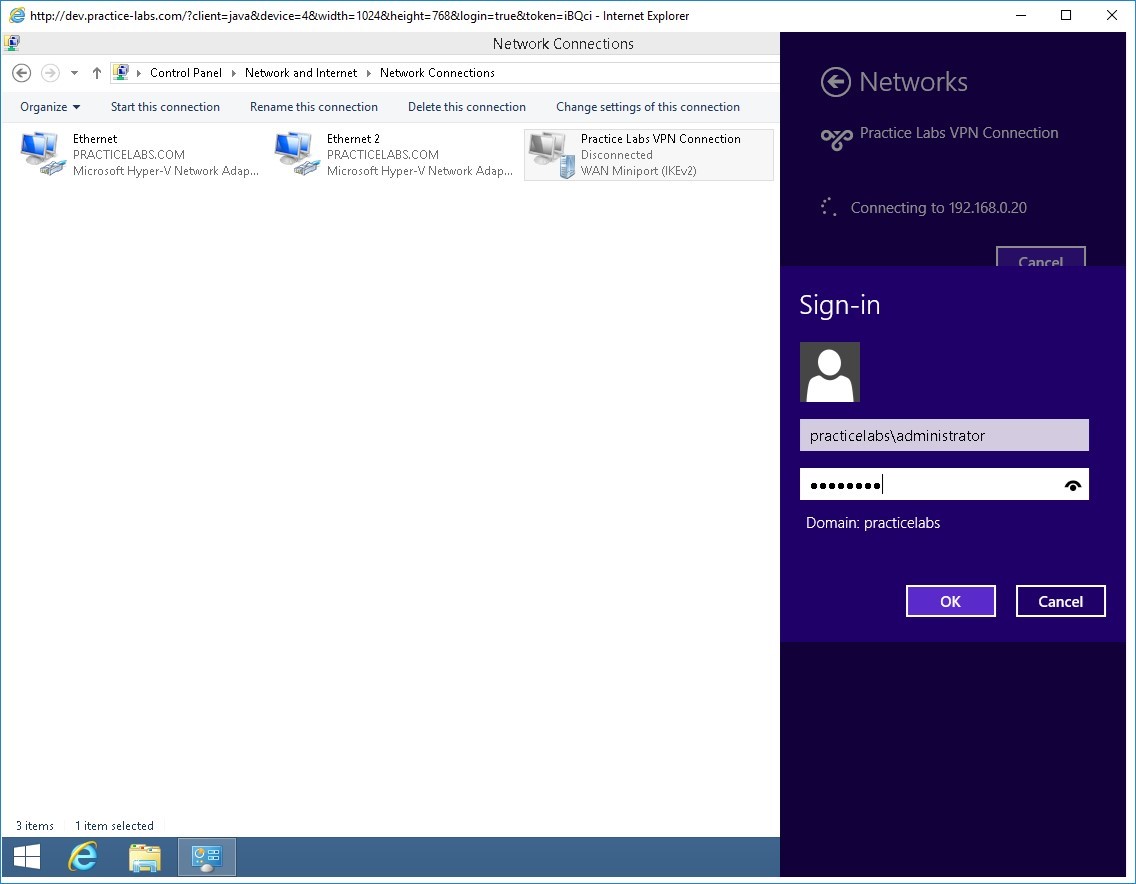 http://dev.practice-labs.com/?client=java&device=4&width=1024&height=768&login=true&token=iBQci - Internet Explorer
Network Connections
Control Panel
Network and Internet
Network Connections
Organize
Start this connection
Rename this connection
Delete this connection
Change settings of this connection
Ethernet
PRACTICELABS.COM
Microsoft Hyper-V Network Adap...
Ethernet 2
PRACTICELABS.COM
Microsoft Hyper-V Network Adap...
Practice Labs VPN Connection
Disconnected
WAN Miniport (IKEv2)
Networks
Practice Labs VPN Connection
Connecting to 192.168.0.20
Cancel
Sign-in
practicelabs\administrator
●●●●●●●●
Domain: practicelabs
OK
Cancel
3 items
1 item selected